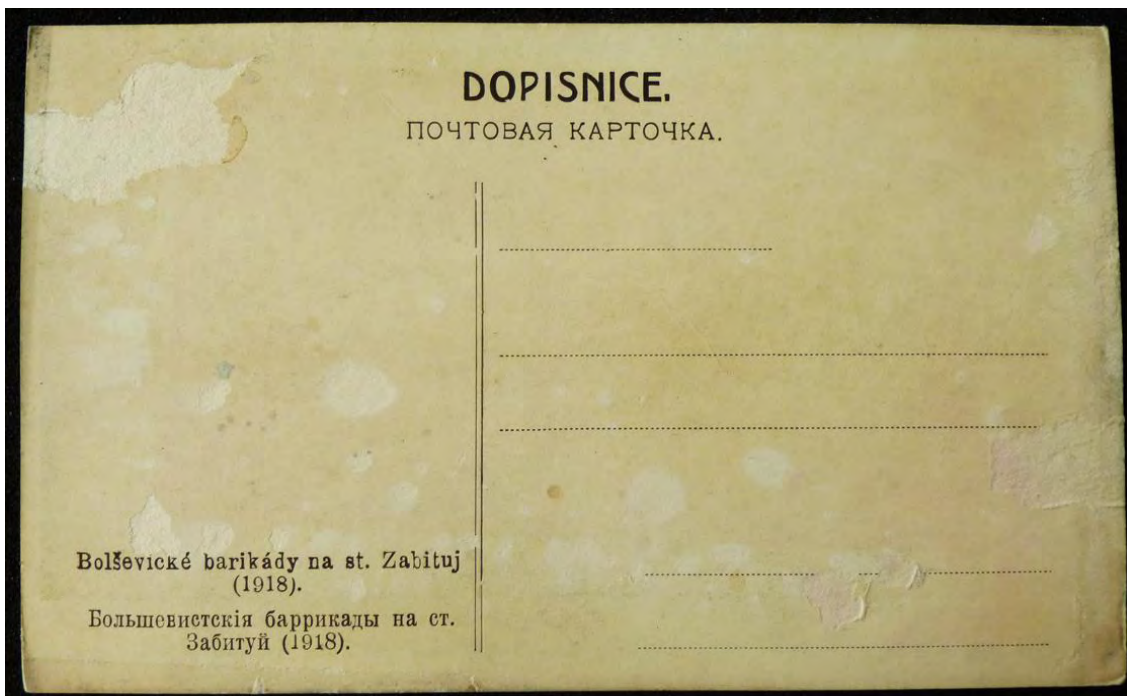 DOPISNICE.
ПОЧТОВАЯ КАРТОЧКА.
Bolševické barikády na st. Zabituj
(1918).
Большевистскія баррикады на ст.
Забитуй (1918).